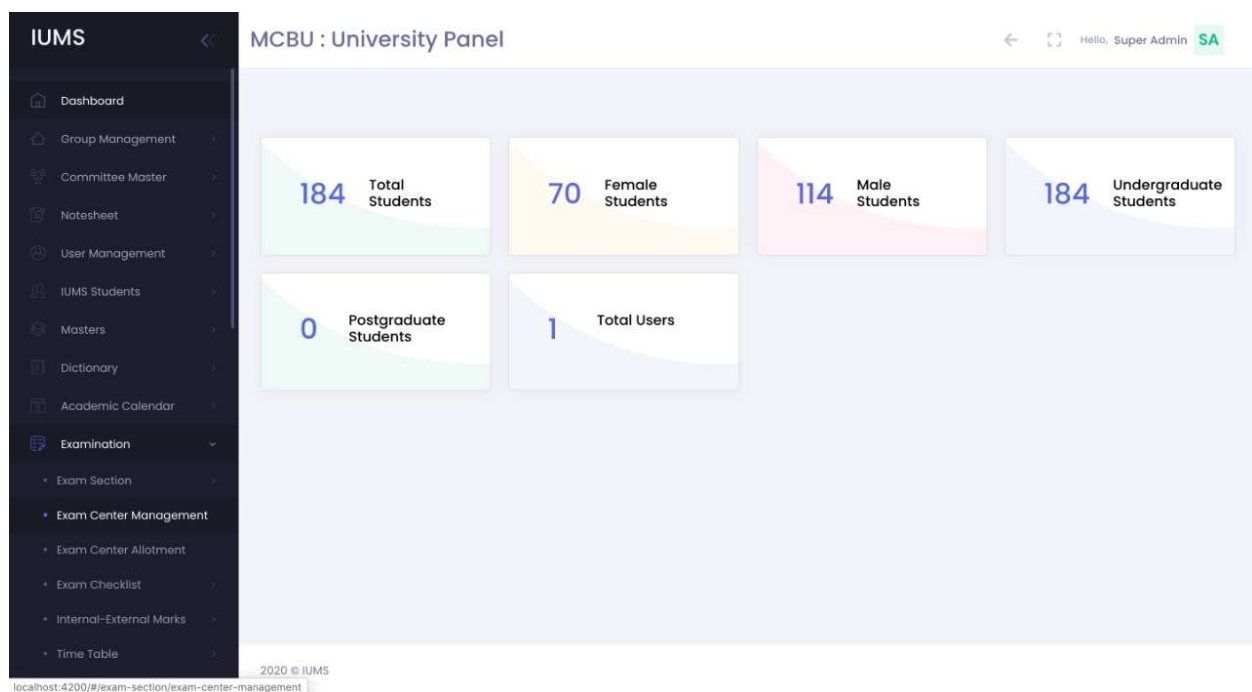 IUMS
MCBU : University Panel
Hello, Super Admin SA
Dashboard
Group Management
Committee Master
Notesheet
User Management
IUMS Students
Masters
Dictionary
Academic Calendar
Examination
Exam Section
Exam Center Management
Exam Center Allotment
Exam Checklist
Internal-External Marks
Time Table
184 Total
Students
70 Female
Students
114 Male
Students
184 Undergraduate
Students
0 Postgraduate
Students
1 Total Users
2020 © IUMS
localhost:4200/#/exam-section/exam-center-management